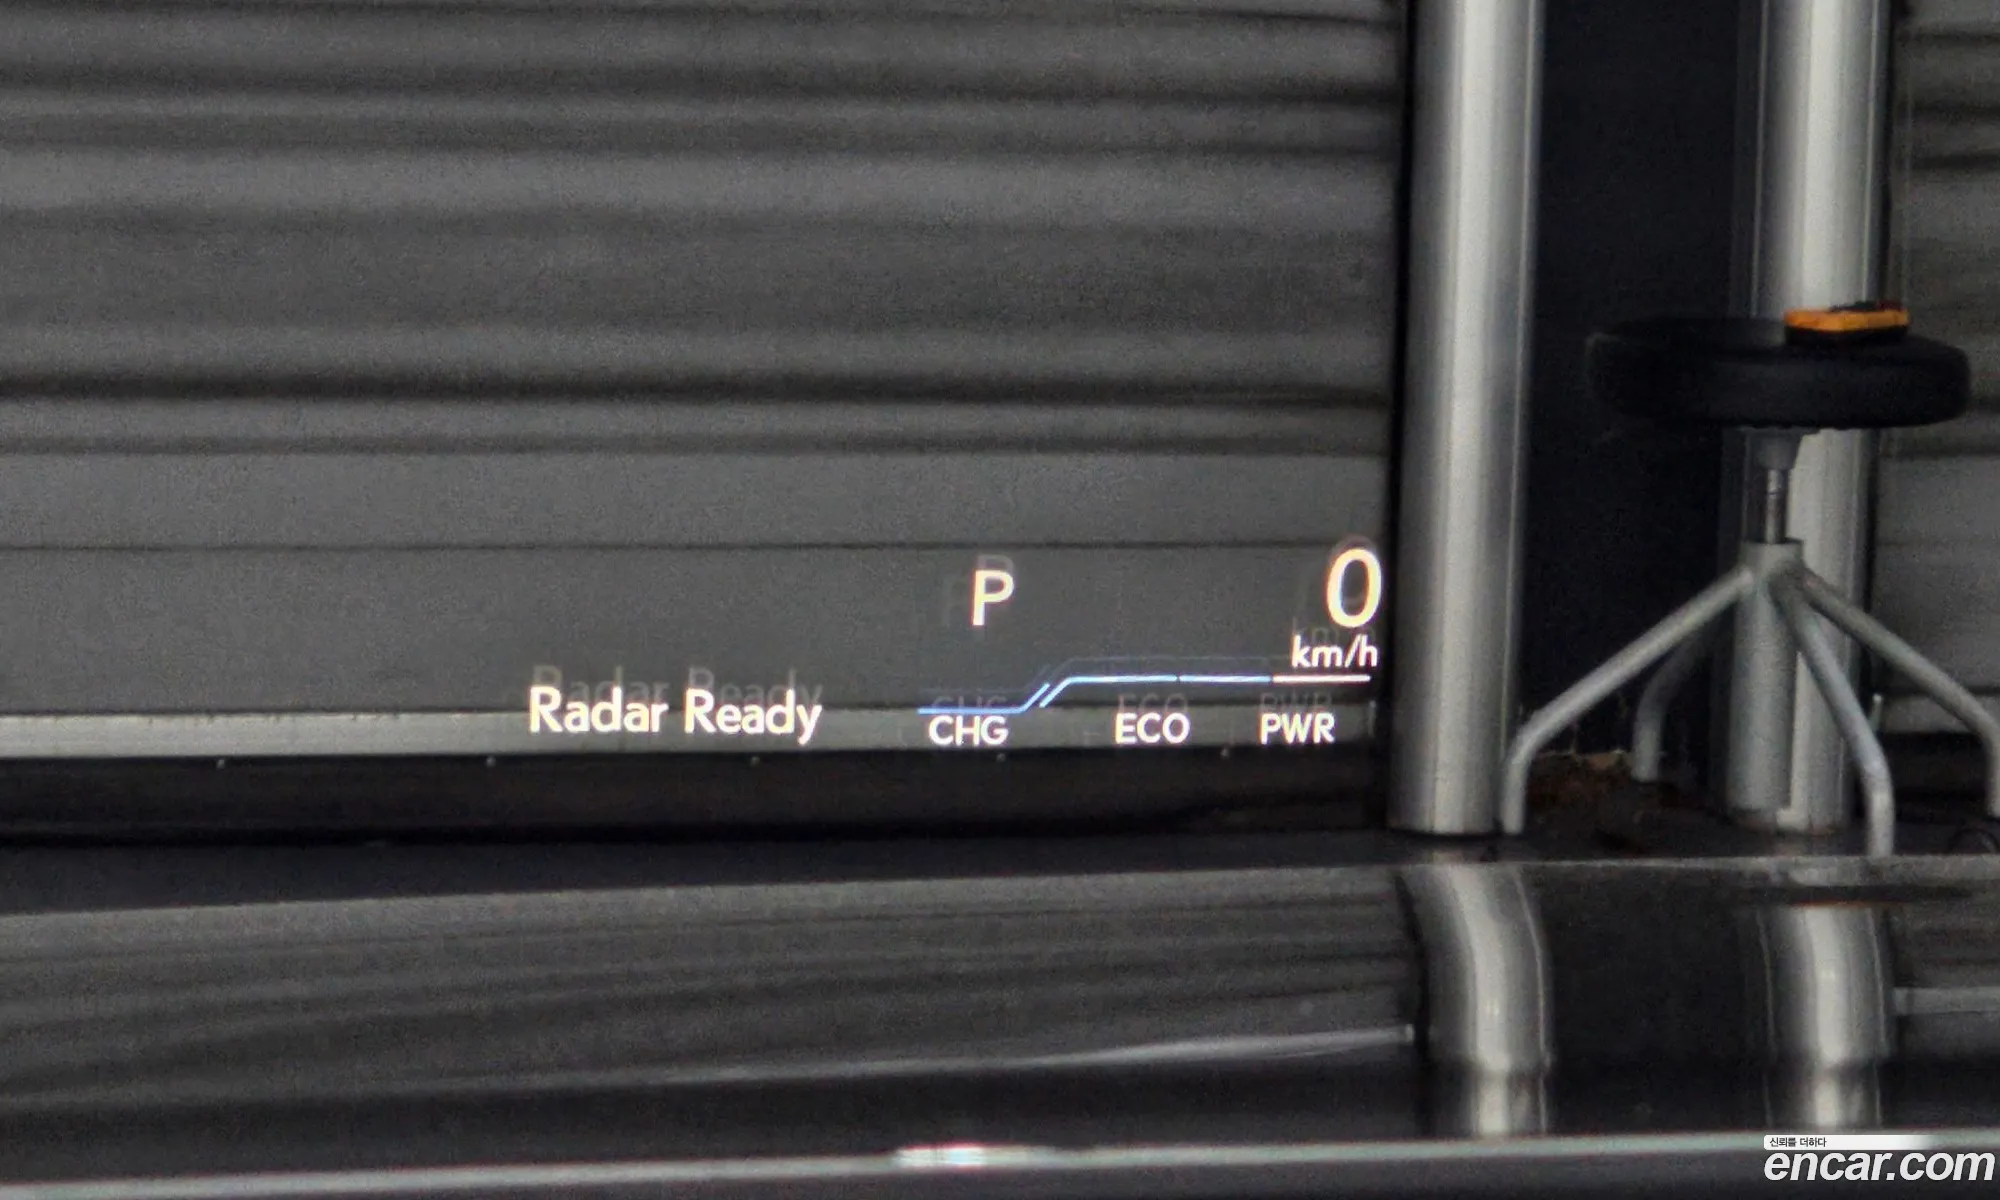 P
0
km/h
Radar Ready
CHG
ECO
PWR
신뢰를 더하다
encar.com